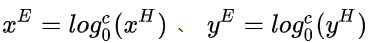 x^E = log_0^c(x^H) 、 y^E = log_0^c(y^H)